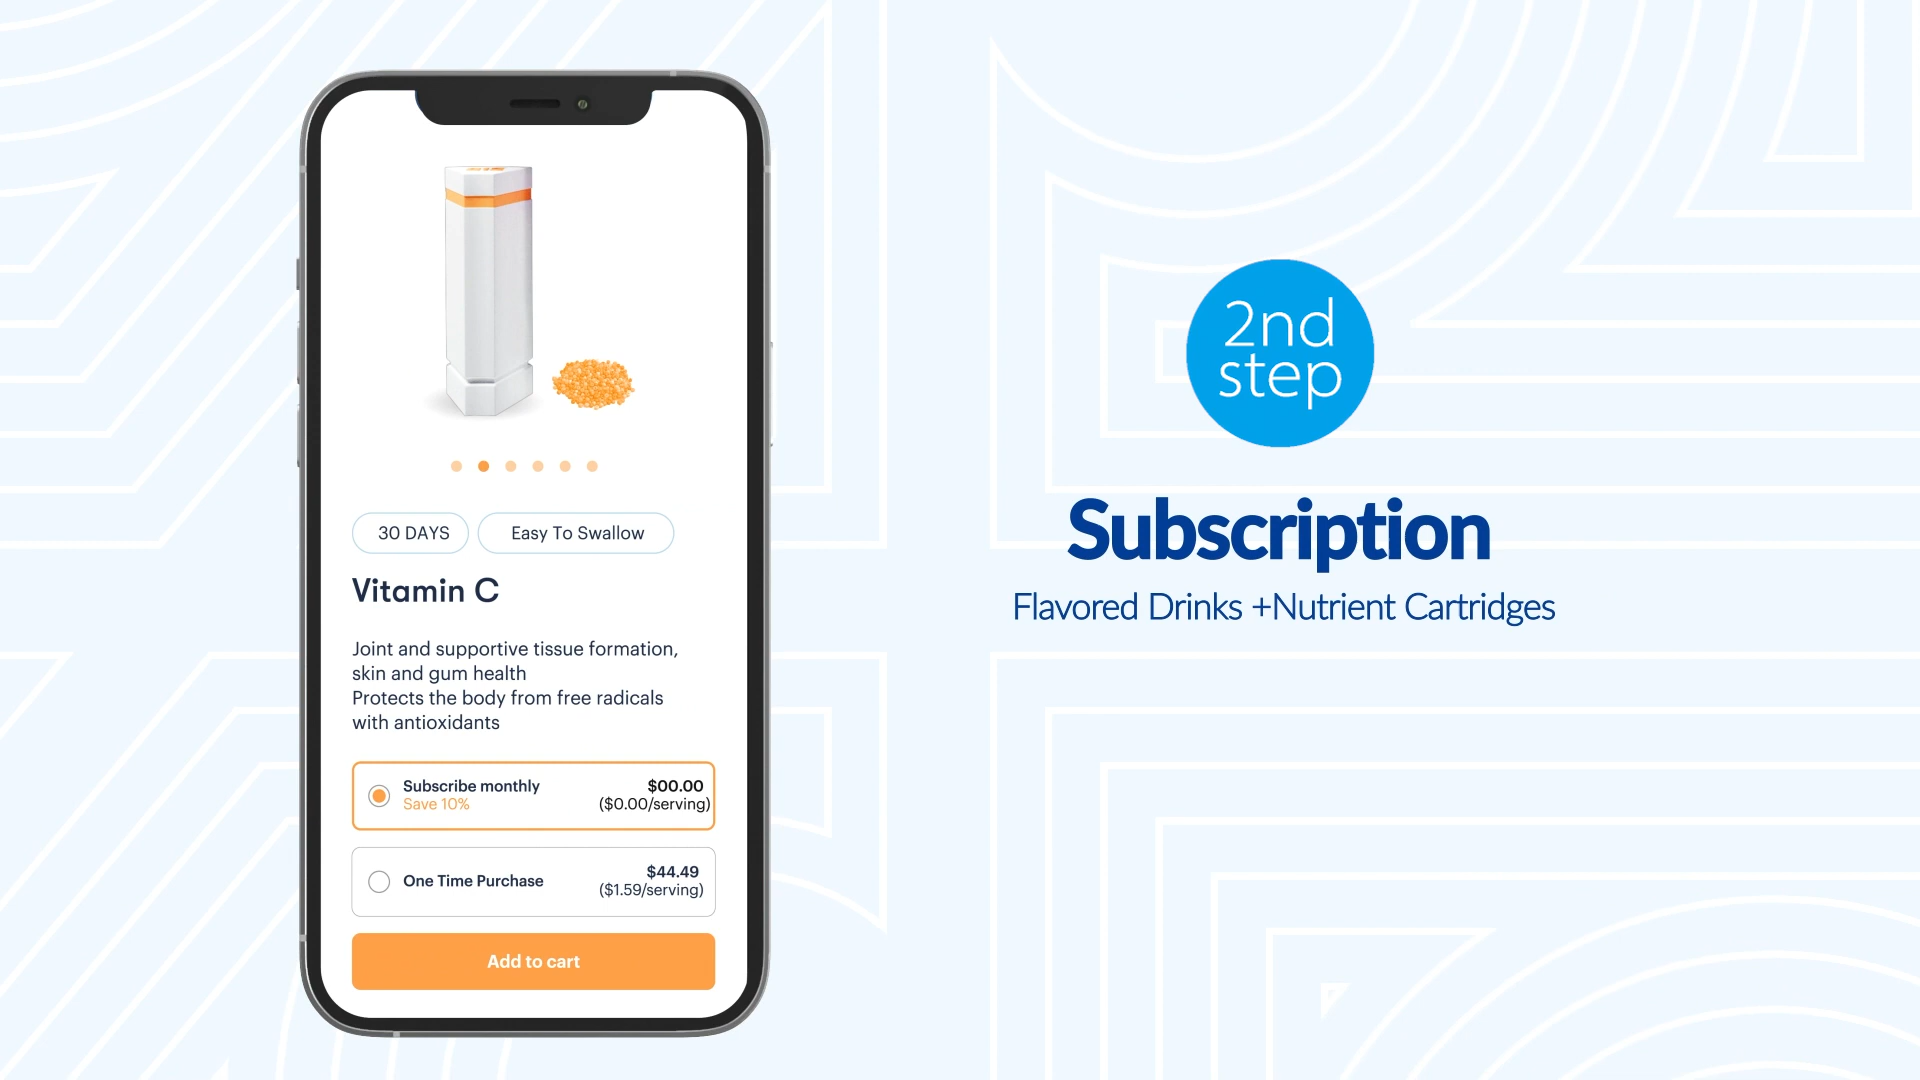 30 DAYS
Easy To Swallow
Vitamin C
Joint and supportive tissue formation,
skin and gum health
Protects the body from free radicals
with antioxidants
Subscribe monthly
Save 10%
$00.00
($0.00/serving)
One Time Purchase
$44.49
($1.59/serving)
Add to cart
2nd
step
Subscription
Flavored Drinks +Nutrient Cartridges